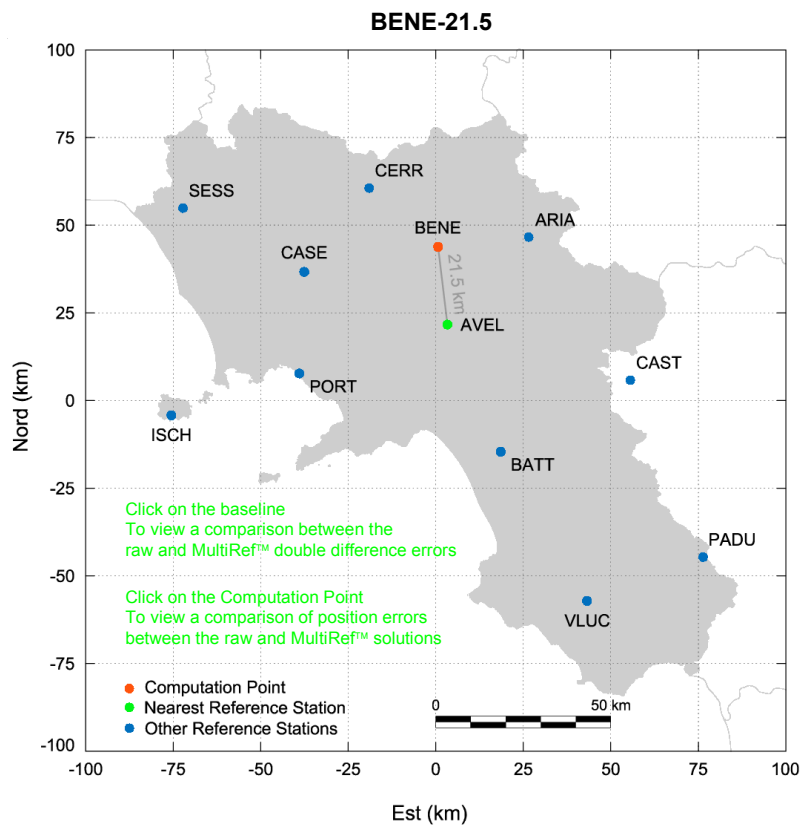 BENE-21.5
100
75
50
25
0
-25
-50
-75
-100
Nord (km)
CERR
SESS
BENE
ARIA
CASE
21.5 km
AVEL
CAST
PORT
ISCH
BATT
Click on the baseline
To view a comparison between the
raw and MultiRef™ double difference errors
PADU
Click on the Computation Point
To view a comparison of position errors
between the raw and MultiRef™ solutions
VLUC
Computation Point
Nearest Reference Station
Other Reference Stations
0 50 km
-100 -75 -50 -25 0 25 50 75 100
Est (km)